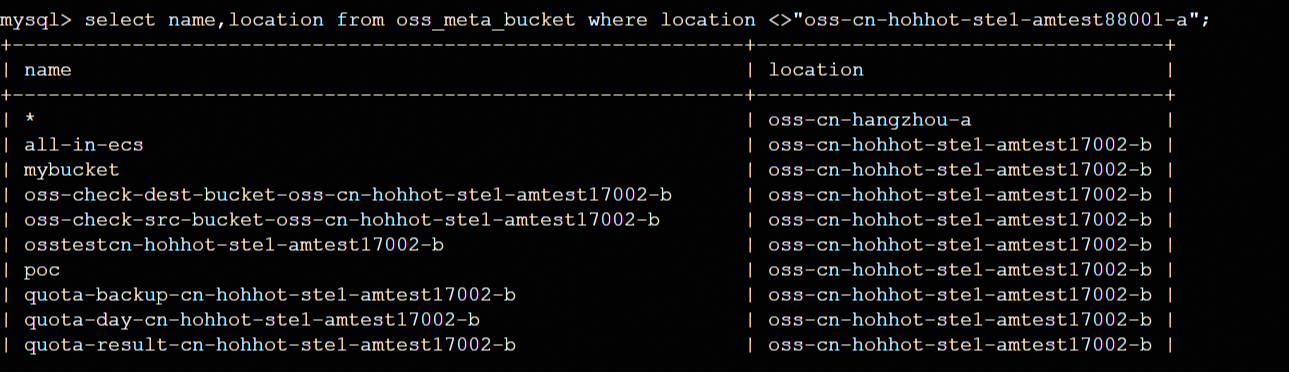 mysql> select name,location from oss_meta_bucket where location <>"oss-cn-hohhot-ste1-amtest88001-a";
+------------------------------------------------------------+----------------------------------+
| name | location |
+------------------------------------------------------------+----------------------------------+
| * | oss-cn-hangzhou-a |
| all-in-ecs | oss-cn-hohhot-ste1-amtest17002-b |
| mybucket | oss-cn-hohhot-ste1-amtest17002-b |
| oss-check-dest-bucket-oss-cn-hohhot-ste1-amtest17002-b | oss-cn-hohhot-ste1-amtest17002-b |
| oss-check-src-bucket-oss-cn-hohhot-ste1-amtest17002-b | oss-cn-hohhot-ste1-amtest17002-b |
| osstestcn-hohhot-ste1-amtest17002-b | oss-cn-hohhot-ste1-amtest17002-b |
| poc | oss-cn-hohhot-ste1-amtest17002-b |
| quota-backup-cn-hohhot-ste1-amtest17002-b | oss-cn-hohhot-ste1-amtest17002-b |
| quota-day-cn-hohhot-ste1-amtest17002-b | oss-cn-hohhot-ste1-amtest17002-b |
| quota-result-cn-hohhot-ste1-amtest17002-b | oss-cn-hohhot-ste1-amtest17002-b |